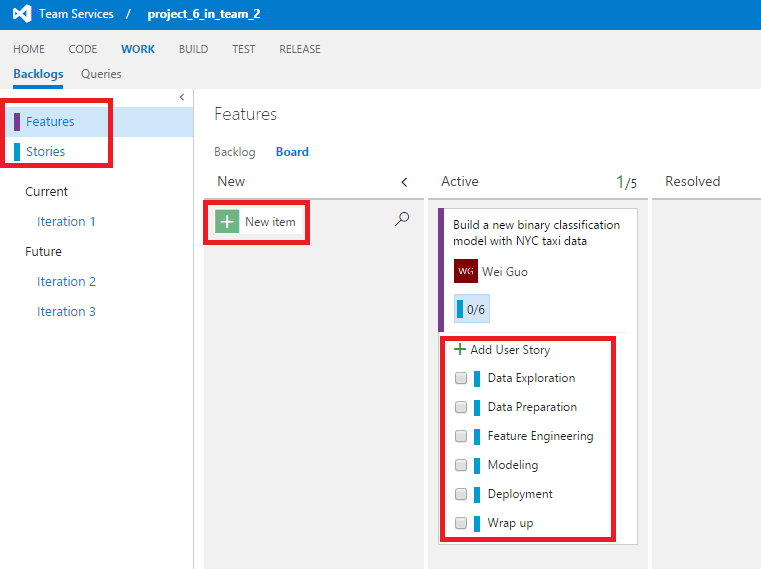 Team Services / project_6_in_team_2
HOME CODE WORK BUILD TEST RELEASE
Backlogs Queries
Features
Stories
Current
Iteration 1
Future
Iteration 2
Iteration 3
Features
Backlog Board
New
New item
Active 1/5
Build a new binary classification
model with NYC taxi data
WG Wei Guo
0/6
Add User Story
Data Exploration
Data Preparation
Feature Engineering
Modeling
Deployment
Wrap up
Resolved